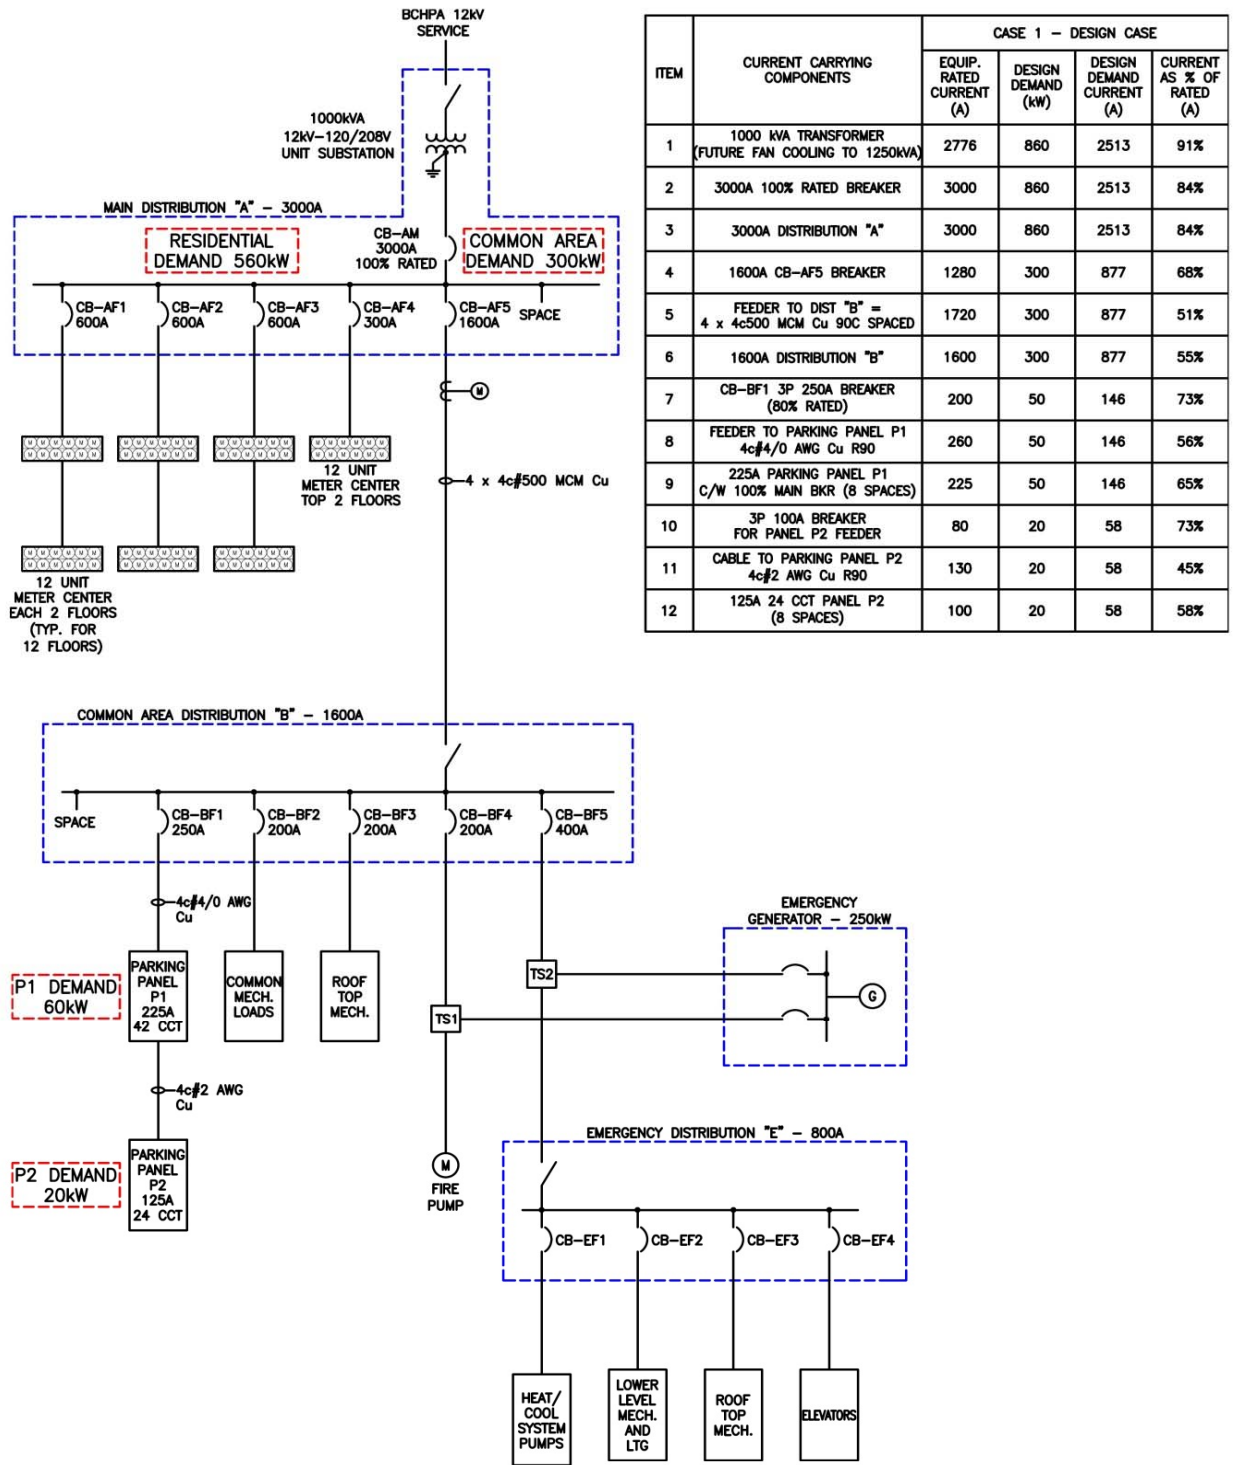 BCHPA 12kV
SERVICE
1000kVA
12kV-120/208V
UNIT SUBSTATION
MAIN DISTRIBUTION "A" - 3000A
RESIDENTIAL
DEMAND 560kW
CB-AM
3000A
100% RATED
COMMON AREA
DEMAND 300kW
CB-AF1
600A
CB-AF2
600A
CB-AF3
600A
CB-AF4
300A
CB-AF5
1600A
SPACE
M
M M M M M M
M M M M M M
M M M M M M
M M M M M M
M M M M M M
M M M M M M
M M M M M M
M M M M M M
12 UNIT
METER CENTER
TOP 2 FLOORS
4 x 4c#500 MCM Cu
M M M M M M
M M M M M M
M M M M M M
M M M M M M
M M M M M M
M M M M M M
12 UNIT
METER CENTER
EACH 2 FLOORS
(TYP. FOR
12 FLOORS)
ITEM
CURRENT CARRYING
COMPONENTS
CASE 1 - DESIGN CASE
EQUIP.
RATED
CURRENT
(A)
DESIGN
DEMAND
(kW)
DESIGN
DEMAND
CURRENT
(A)
CURRENT
AS % OF
RATED
(A)
1 1000 kVA TRANSFORMER
(FUTURE FAN COOLING TO 1250kVA) 2776 860 2513 91%
2 3000A 100% RATED BREAKER 3000 860 2513 84%
3 3000A DISTRIBUTION "A" 3000 860 2513 84%
4 1600A CB-AF5 BREAKER 1280 300 877 68%
5 FEEDER TO DIST "B" =
4 x 4c500 MCM Cu 90C SPACED 1720 300 877 51%
6 1600A DISTRIBUTION "B" 1600 300 877 55%
7 CB-BF1 3P 250A BREAKER
(80% RATED) 200 50 146 73%
8 FEEDER TO PARKING PANEL P1
4c#4/0 AWG Cu R90 260 50 146 56%
9 225A PARKING PANEL P1
C/W 100% MAIN BKR (8 SPACES) 225 50 146 65%
10 3P 100A BREAKER
FOR PANEL P2 FEEDER 80 20 58 73%
11 CABLE TO PARKING PANEL P2
4c#2 AWG Cu R90 130 20 58 45%
12 125A 24 CCT PANEL P2
(8 SPACES) 100 20 58 58%
COMMON AREA DISTRIBUTION "B" - 1600A
SPACE
CB-BF1
250A
CB-BF2
200A
CB-BF3
200A
CB-BF4
200A
CB-BF5
400A
4c#4/0 AWG
Cu
P1 DEMAND
60kW
PARKING
PANEL
P1
225A
42 CCT
COMMON
MECH.
LOADS
ROOF
TOP
MECH.
TS1
TS2
EMERGENCY
GENERATOR - 250kW
G
4c#2 AWG
Cu
P2 DEMAND
20kW
PARKING
PANEL
P2
125A
24 CCT
M
FIRE
PUMP
EMERGENCY DISTRIBUTION "E" - 800A
CB-EF1
CB-EF2
CB-EF3
CB-EF4
HEAT/
COOL
SYSTEM
PUMPS
LOWER
LEVEL
MECH.
AND
LTG
ROOF
TOP
MECH.
ELEVATORS